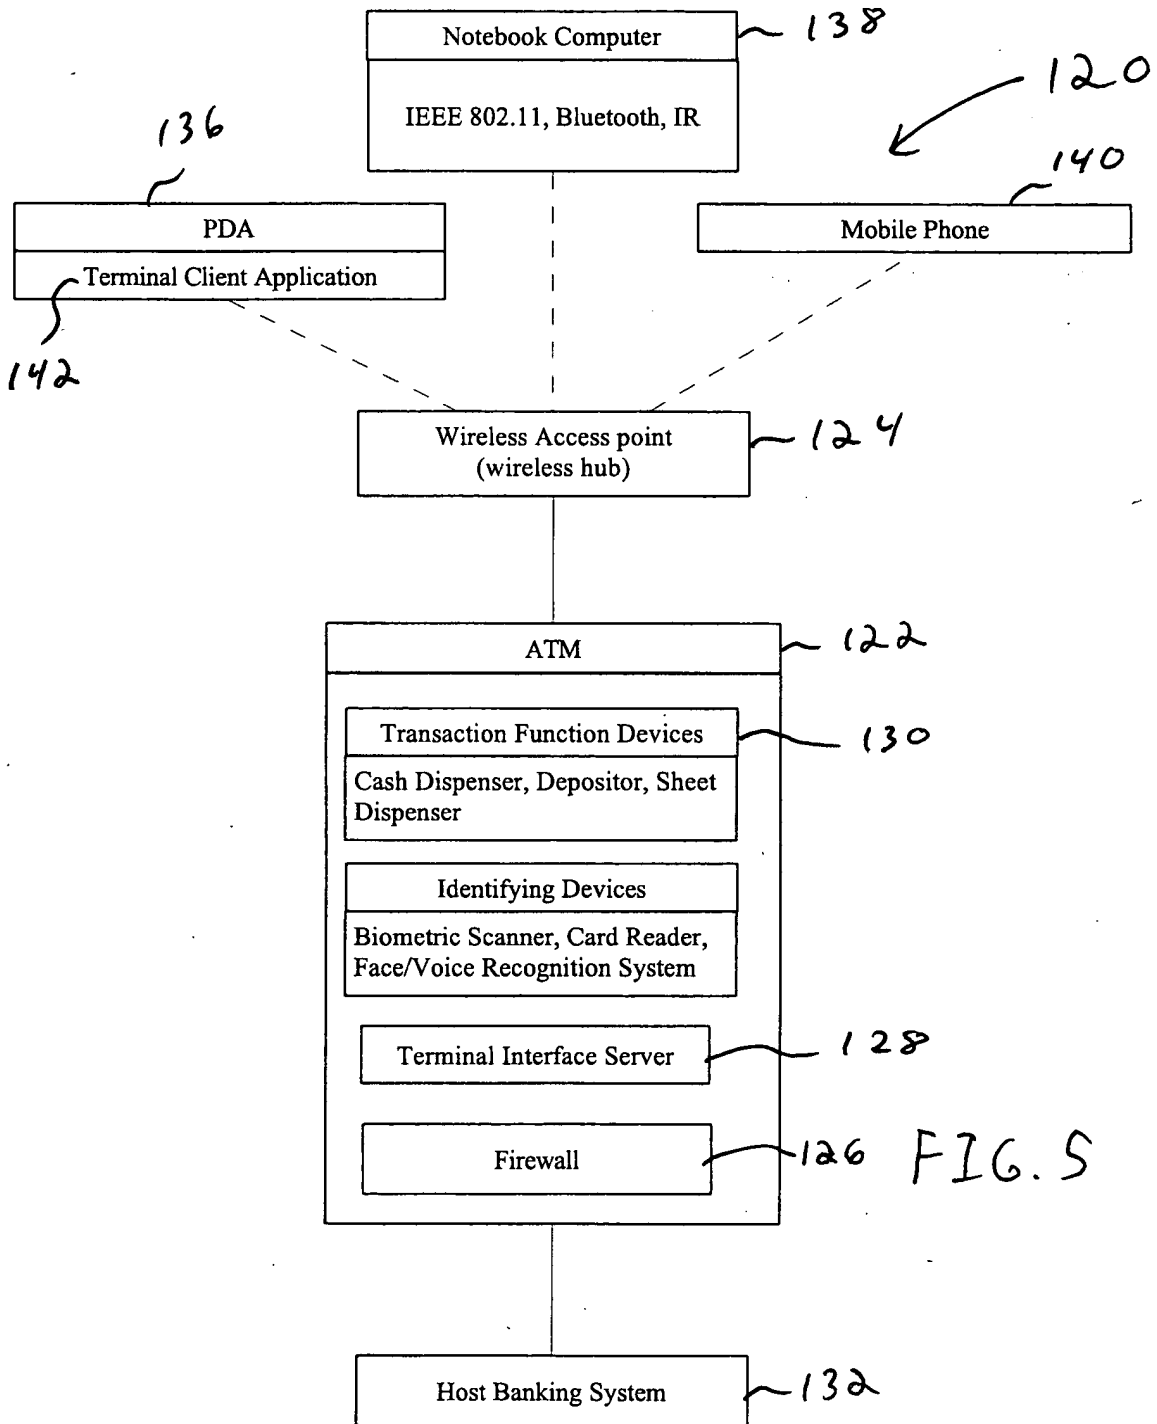 Notebook Computer
138
IEEE 802.11, Bluetooth, IR
120
136
140
PDA
Mobile Phone
Terminal Client Application
142
Wireless Access point
(wireless hub)
124
ATM
122
Transaction Function Devices
130
Cash Dispenser, Depositor, Sheet
Dispenser
Identifying Devices
Biometric Scanner, Card Reader,
Face/Voice Recognition System
Terminal Interface Server
128
Firewall
126
FIG. 5
Host Banking System
132